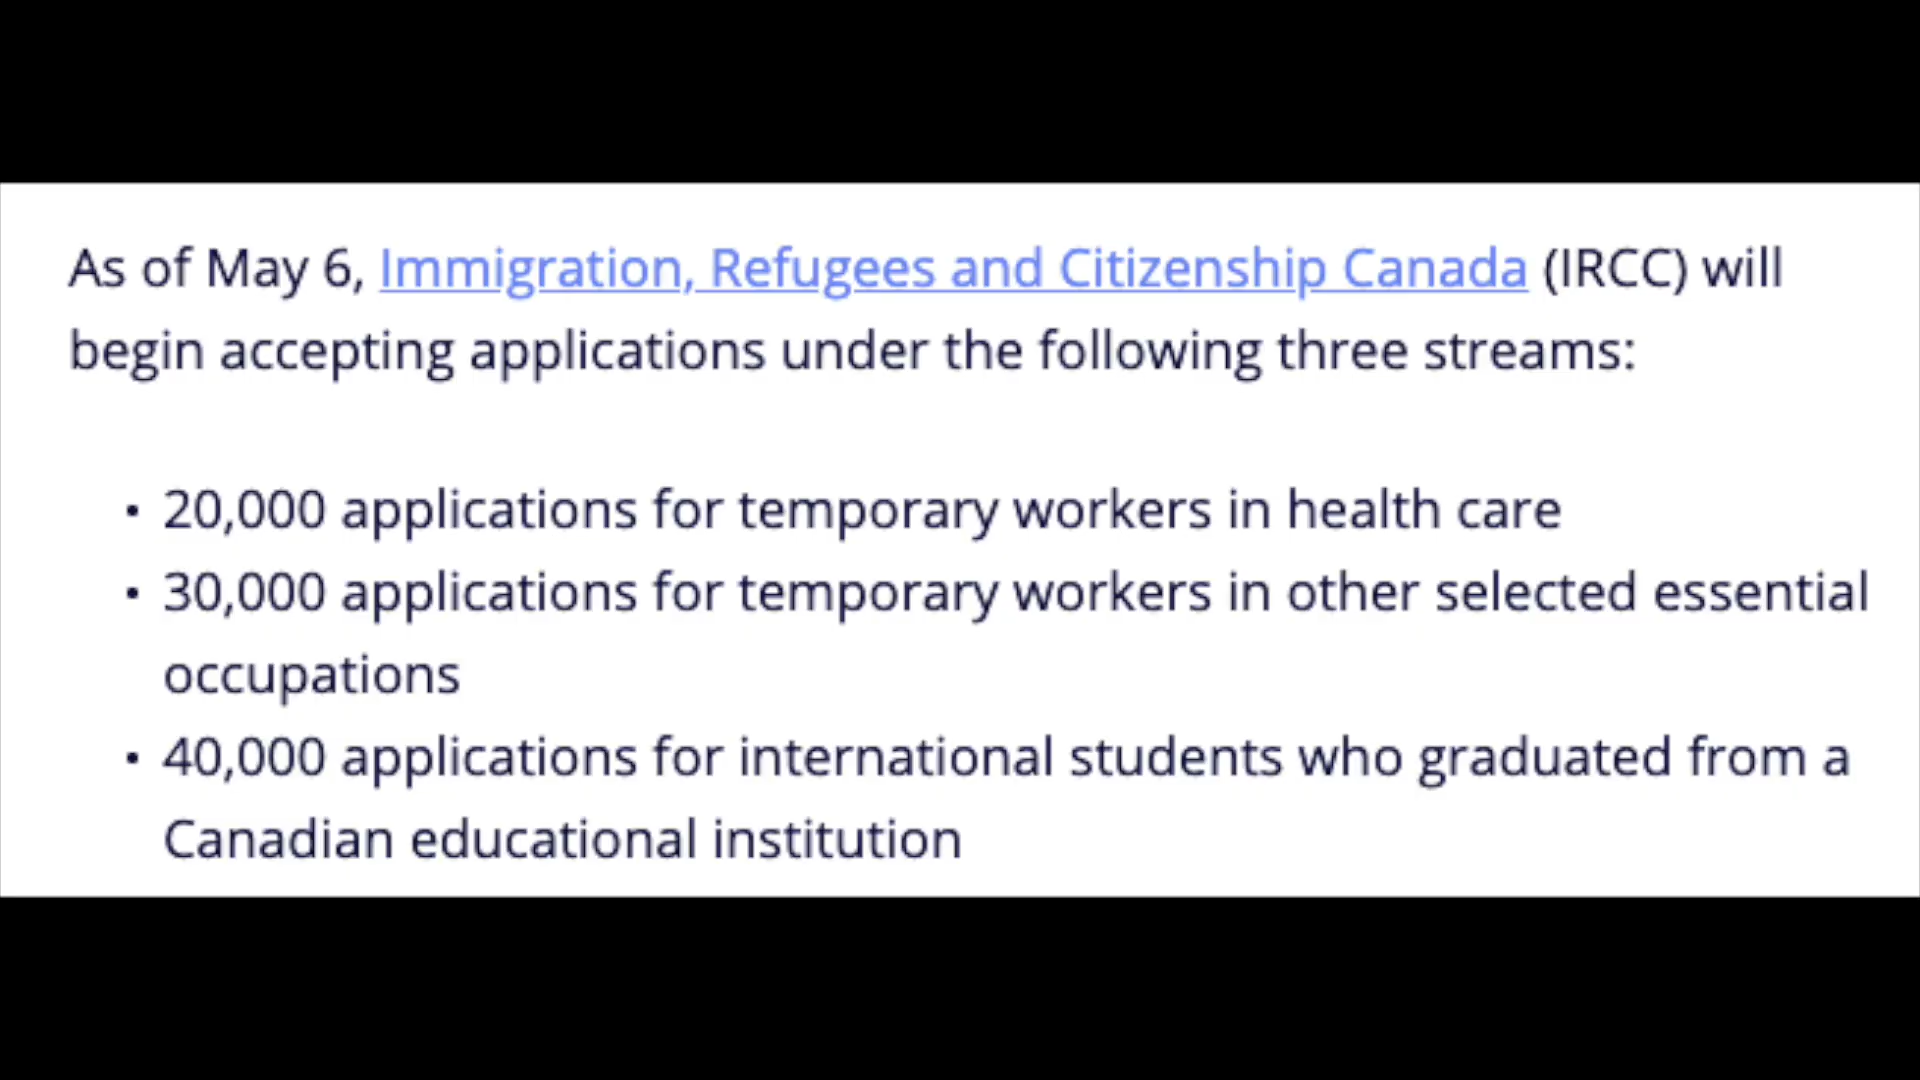 As of May 6, Immigration, Refugees and Citizenship Canada (IRCC) will
begin accepting applications under the following three streams:
• 20,000 applications for temporary workers in health care
• 30,000 applications for temporary workers in other selected essential
occupations
• 40,000 applications for international students who graduated from a
Canadian educational institution